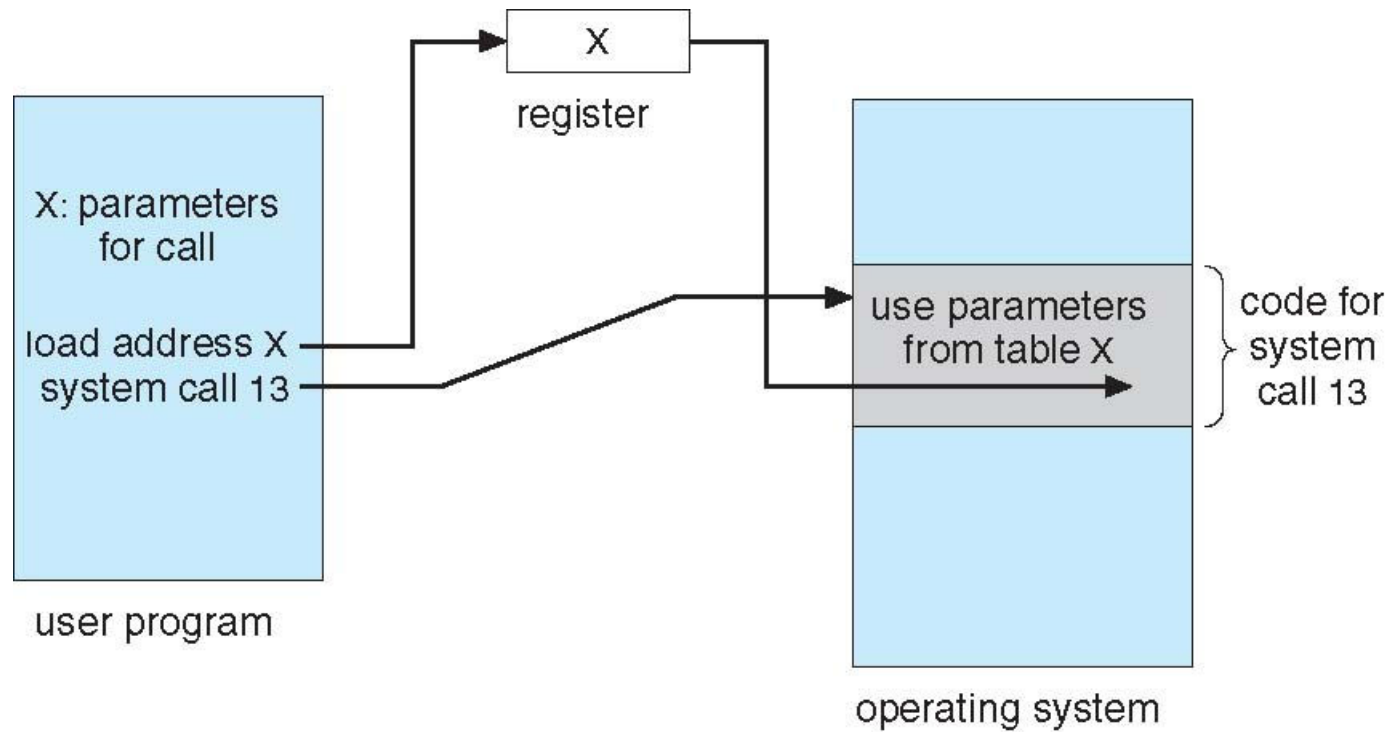 X
register
X: parameters
for call
load address X
system call 13
user program
use parameters
from table X
code for
system
call 13
operating system